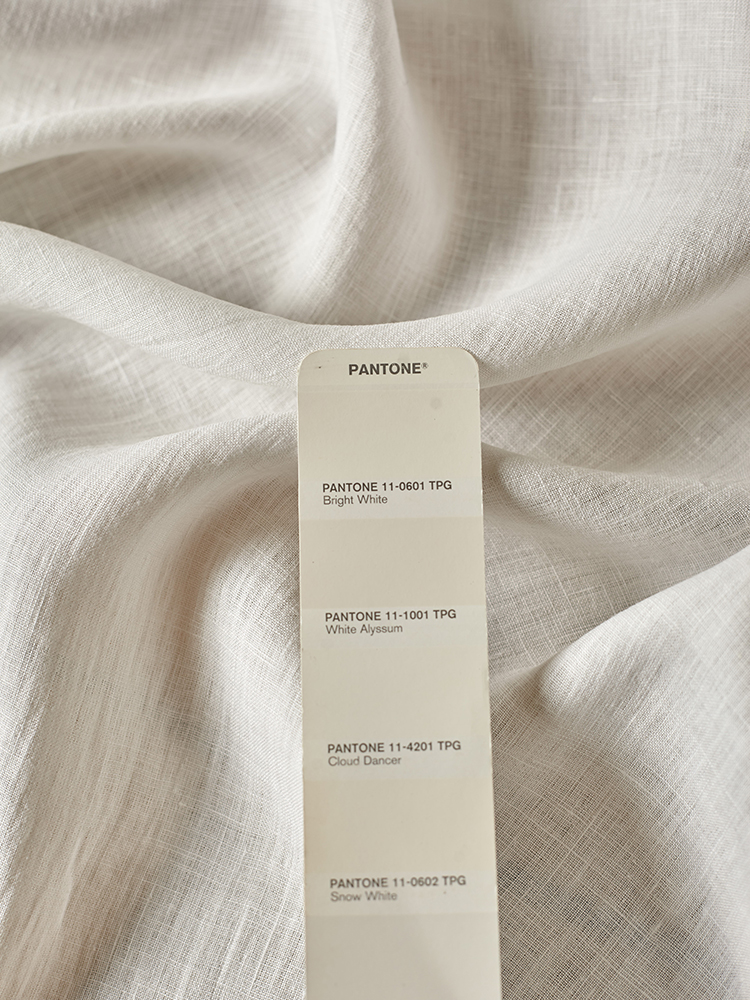 PANTONE®
PANTONE 11-0601 TPG
Bright White
PANTONE 11-1001 TPG
White Alyssum
PANTONE 11-4201 TPG
Cloud Dancer
PANTONE 11-0602 TPG
Snow White